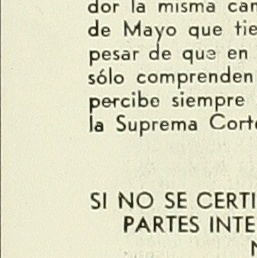 dor la misma can
de Mayo que tie
pesar de que en
sólo comprenden
percibe siempre
la Suprema Corte
SI NO SE CERTI
PARTES INTE